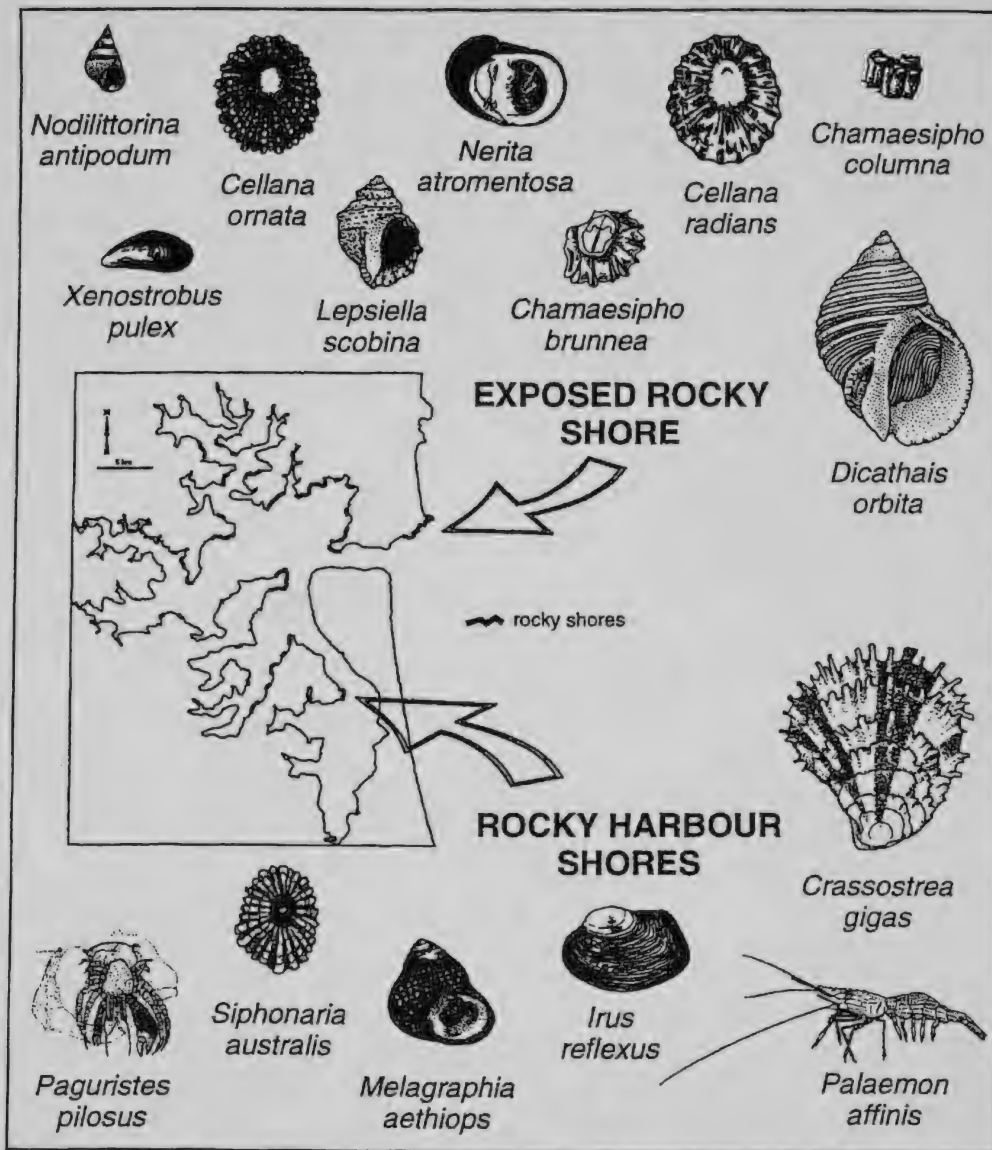 Nodilittorina
antipodum
Cellana
ornata
Nerita
atromentosa
Cellana
radians
Chamaesipho
columna
Xenostrobus
pulex
Lepsiella
scobina
Chamaesipho
brunnea
Dicathais
orbita
EXPOSED ROCKY
SHORE
N
5 km
rocky shores
ROCKY HARBOUR
SHORES
Crassostrea
gigas
Paguristes
pilosus
Siphonaria
australis
Melagraphia
aethiops
Irus
reflexus
Palaemon
affinis